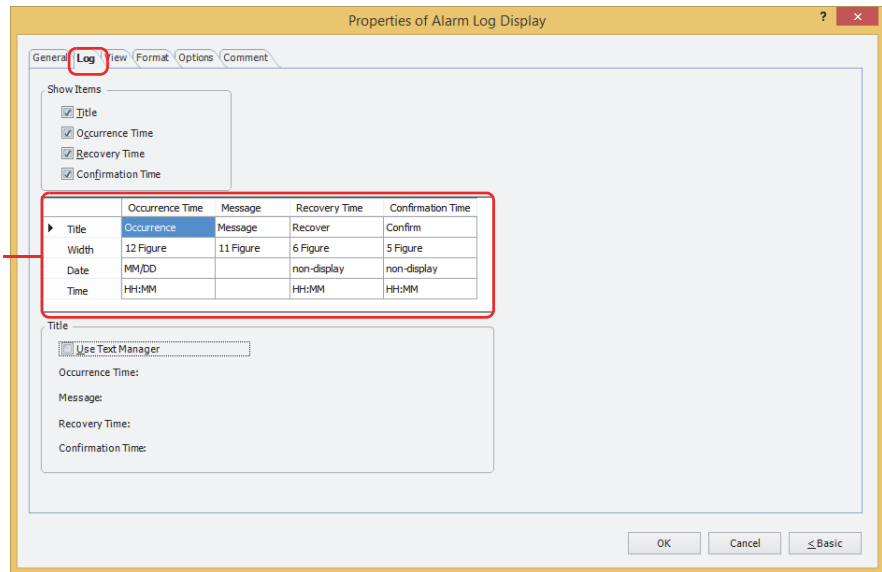 Properties of Alarm Log Display ? ×
General Log View Format Options Comment
Show Items
Title
Occurrence Time
Recovery Time
Confirmation Time
Occurrence Time Message Recovery Time Confirmation Time
Title Occurrence Message Recover Confirm
Width 12 Figure 11 Figure 6 Figure 5 Figure
Date MM/DD non-display non-display
Time HH:MM HH:MM HH:MM
Title
Use Text Manager
Occurrence Time:
Message:
Recovery Time:
Confirmation Time:
OK Cancel < Basic